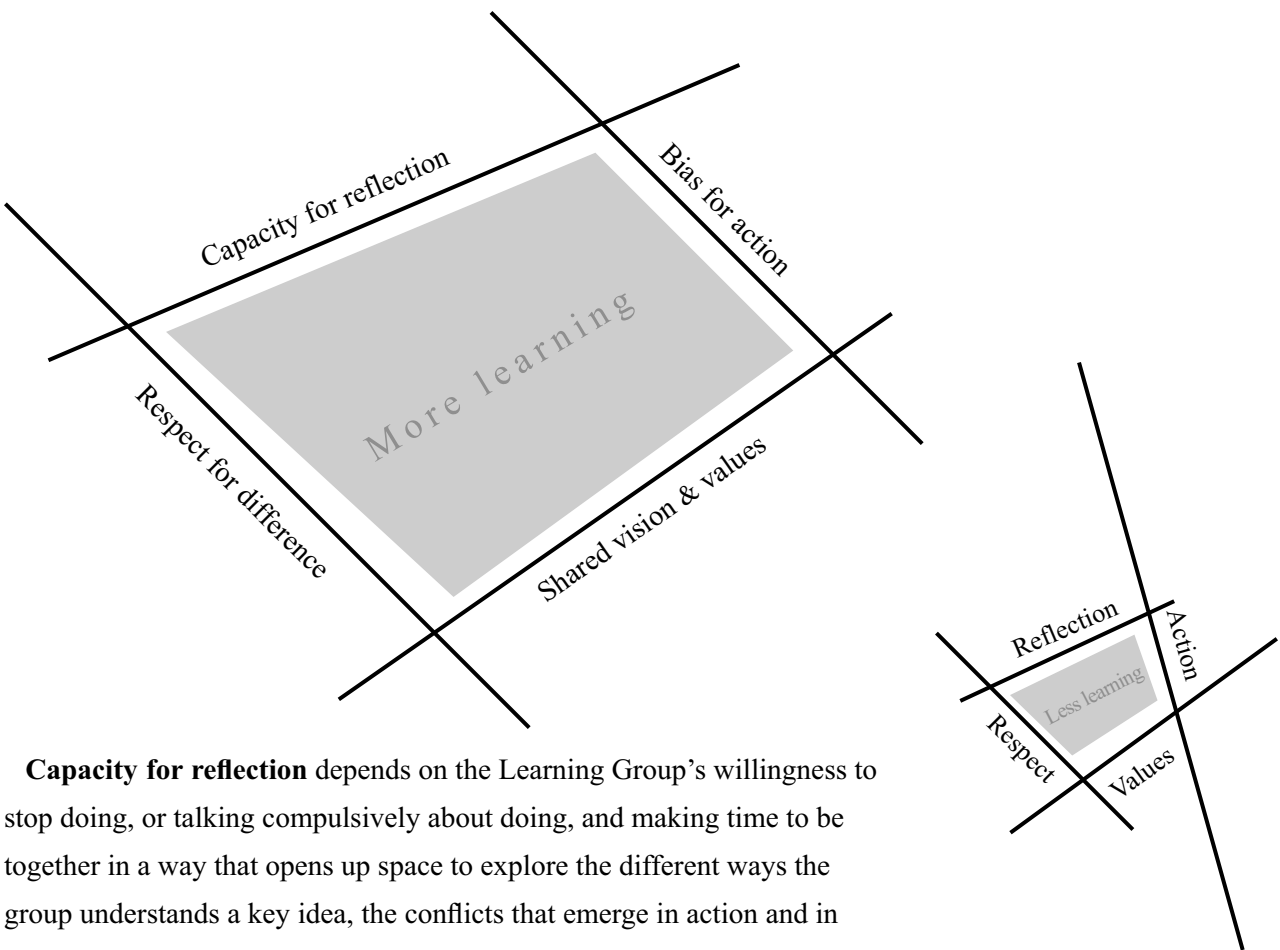 Capacity for reflection
Bias for action
More learning
Respect for difference
Shared vision & values
Reflection
Action
Less learning
Respect
Values
Capacity for reflection depends on the Learning Group’s willingness to
stop doing, or talking compulsively about doing, and making time to be
together in a way that opens up space to explore the different ways the
group understands a key idea, the conflicts that emerge in action and in